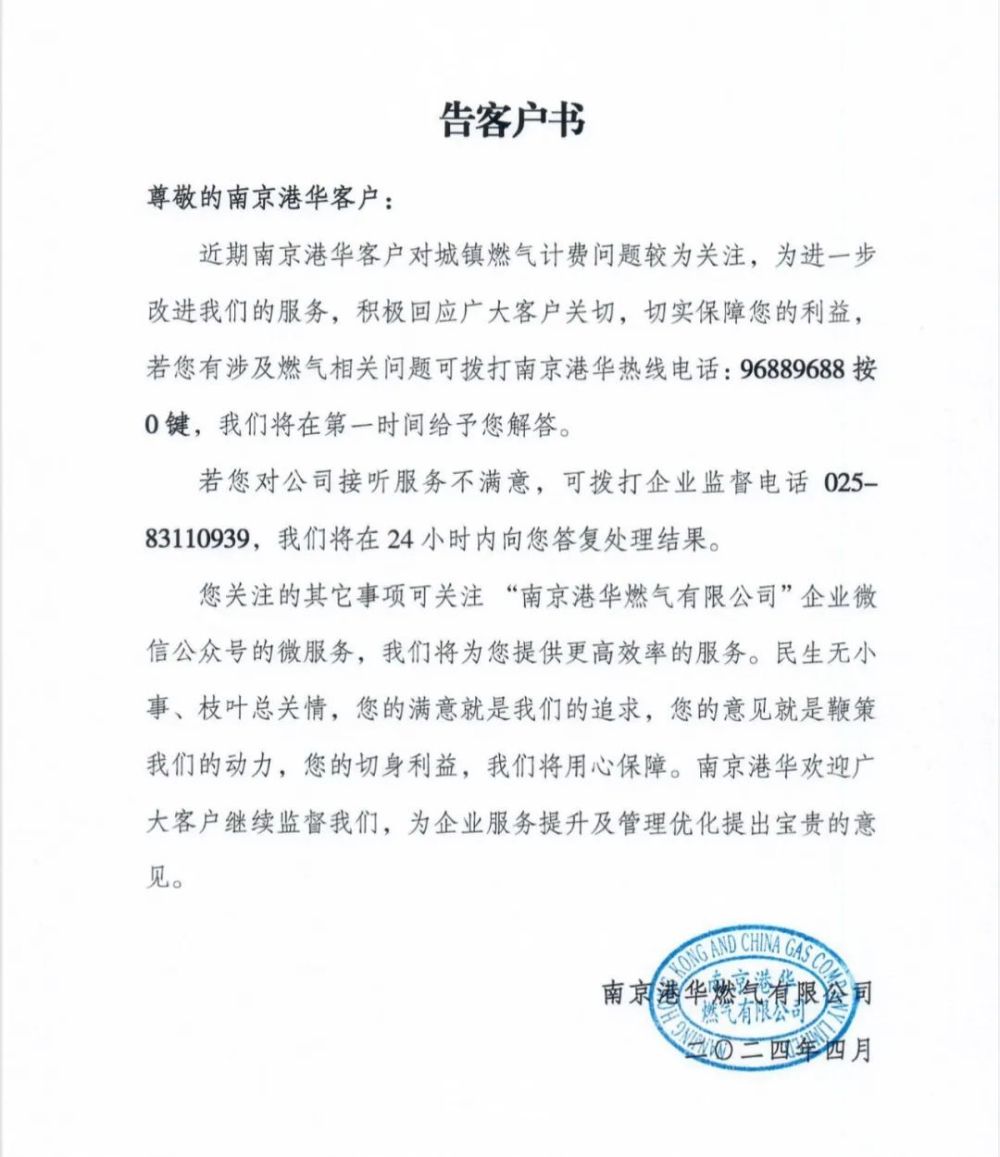 告客户书
尊敬的南京港华客户：
近期南京港华客户对城镇燃气计费问题较为关注，为进一步
改进我们的服务，积极回应广大客户关切，切实保障您的利益，
若您有涉及燃气相关问题可拨打南京港华热线电话：96889688 按
0 键，我们将在第一时间给予您解答。
若您对公司接听服务不满意，可拨打企业监督电话 025-
83110939，我们将在 24 小时内向您答复处理结果。
您关注的其它事项可关注 “南京港华燃气有限公司”企业微
信公众号的微服务，我们将为您提供更高效率的服务。民生无小
事、枝叶总关情，您的满意就是我们的追求，您的意见就是鞭策
我们的动力，您的切身利益，我们将用心保障。南京港华欢迎广
大客户继续监督我们，为企业服务提升及管理优化提出宝贵的意
见。
南京港华燃气有限公司
二〇二四年四月
NANJING HONG KONG AND CHINA GAS COMPANY LIMITED
南京港华
燃气有限公司